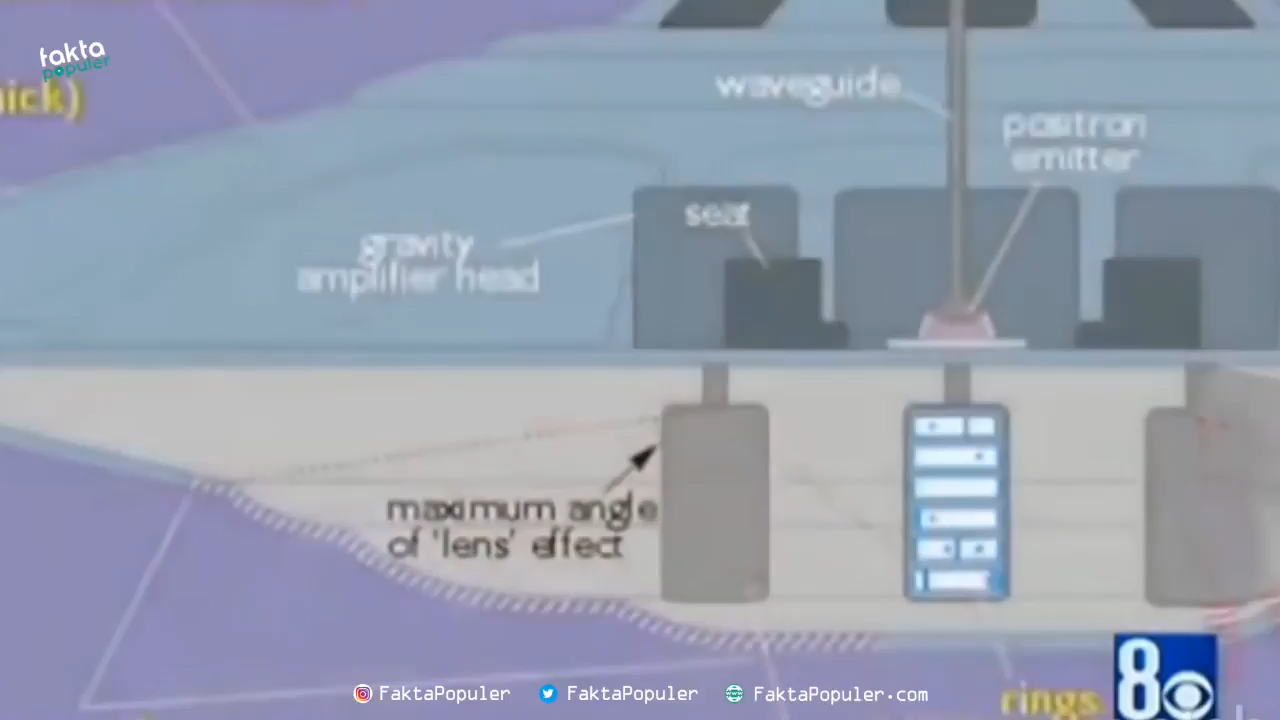 fakta
populer
waveguide
positron
emitter
seat
gravity
amplifier head
maximum angle
of 'lens' effect
rings
8
FaktaPopuler
FaktaPopuler
FaktaPopuler.com